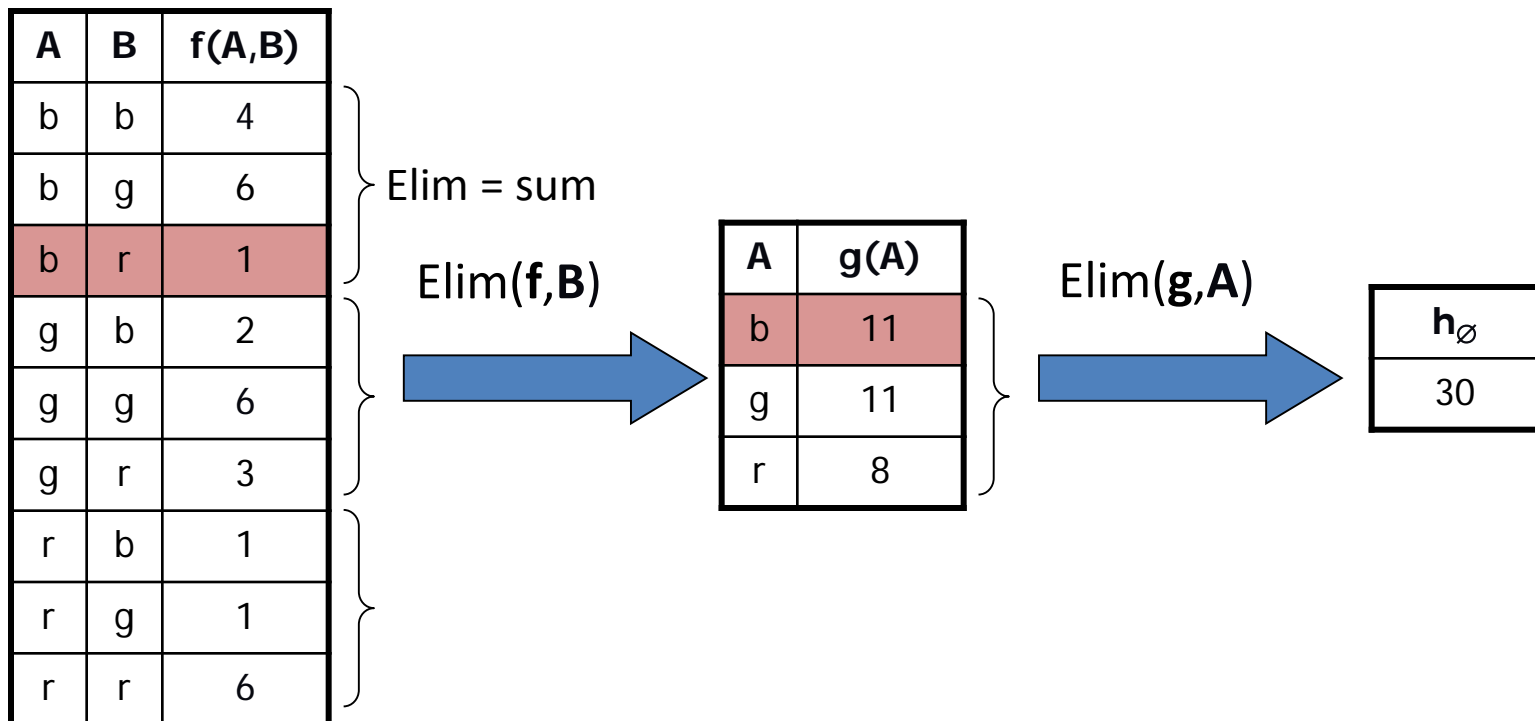 A B f(A,B)
b b 4
b g 6
b r 1
g b 2
g g 6
g r 3
r b 1
r g 1
r r 6
Elim = sum
Elim(f,B)
A g(A)
b 11
g 11
r 8
Elim(g,A)
h∅
30